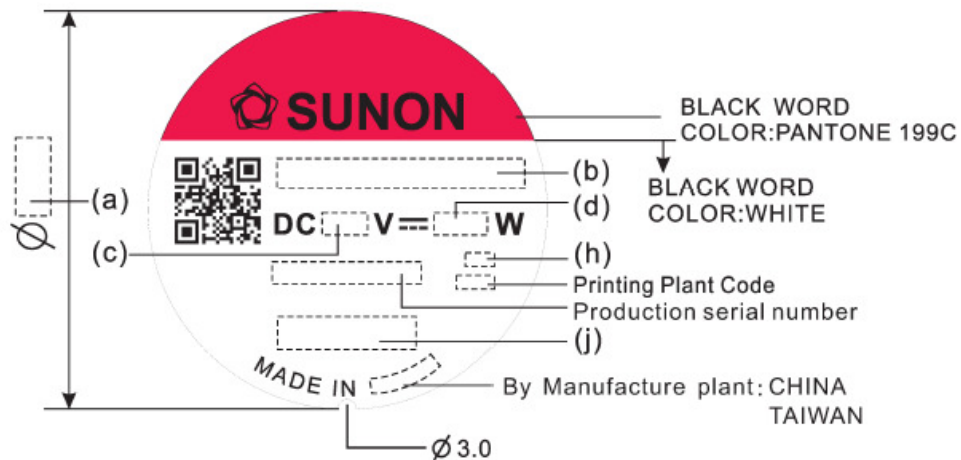 SUNON
BLACK WORD
COLOR:PANTONE 199C
(b)
BLACK WORD
COLOR:WHITE
(a)
(d)
DC V W
(c)
(h)
Printing Plant Code
Production serial number
(j)
MADE IN
By Manufacture plant: CHINA
TAIWAN
Ø
Ø 3.0